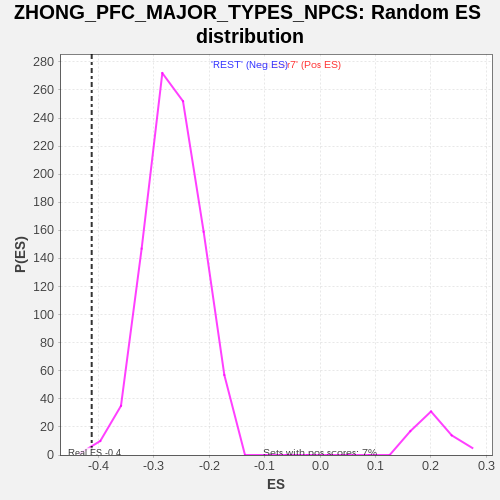 ZHONG_PFC_MAJOR_TYPES_NPCS: Random ES
distribution
'REST' (Neg ES)
r7' (Pos ES)
P(ES)
280
260
240
220
200
180
160
140
120
100
80
60
40
20
0
Real ES -0.4
Sets with pos scores: 7%
-0.4 -0.3 -0.2 -0.1 0.0 0.1 0.2 0.3
ES